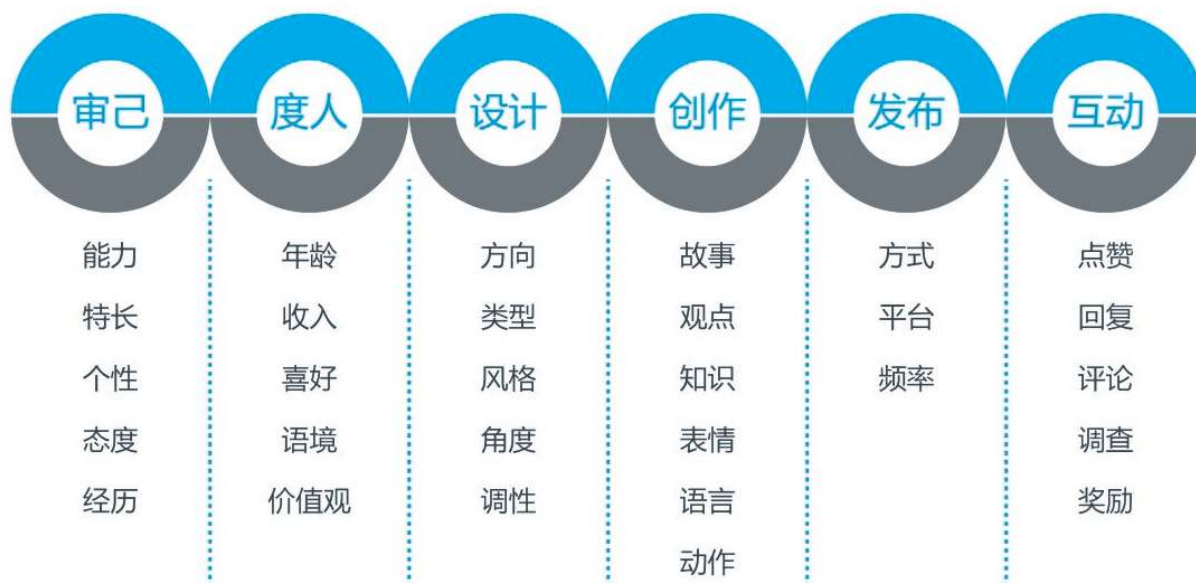 审己
度人
设计
创作
发布
互动
能力
特长
个性
态度
经历
年龄
收入
喜好
语境
价值观
方向
类型
风格
角度
调性
故事
观点
知识
表情
语言
动作
方式
平台
频率
点赞
回复
评论
调查
奖励